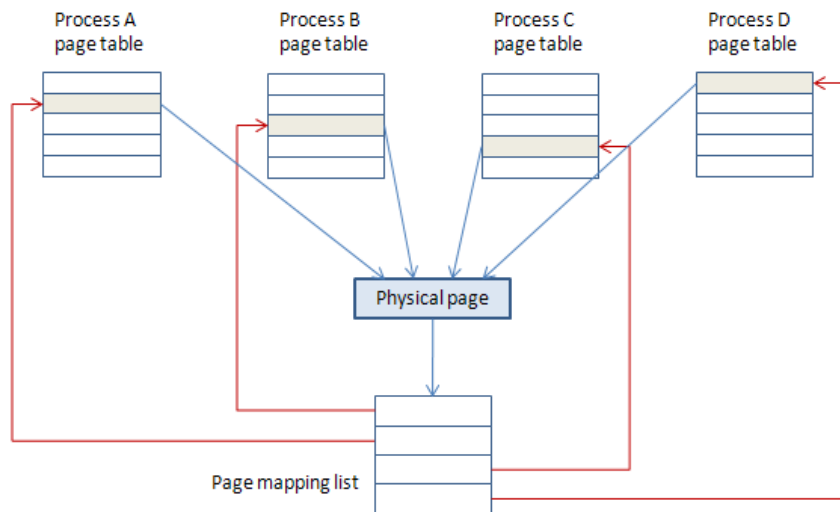 Process A
page table
Process B
page table
Process C
page table
Process D
page table
Physical page
Page mapping list